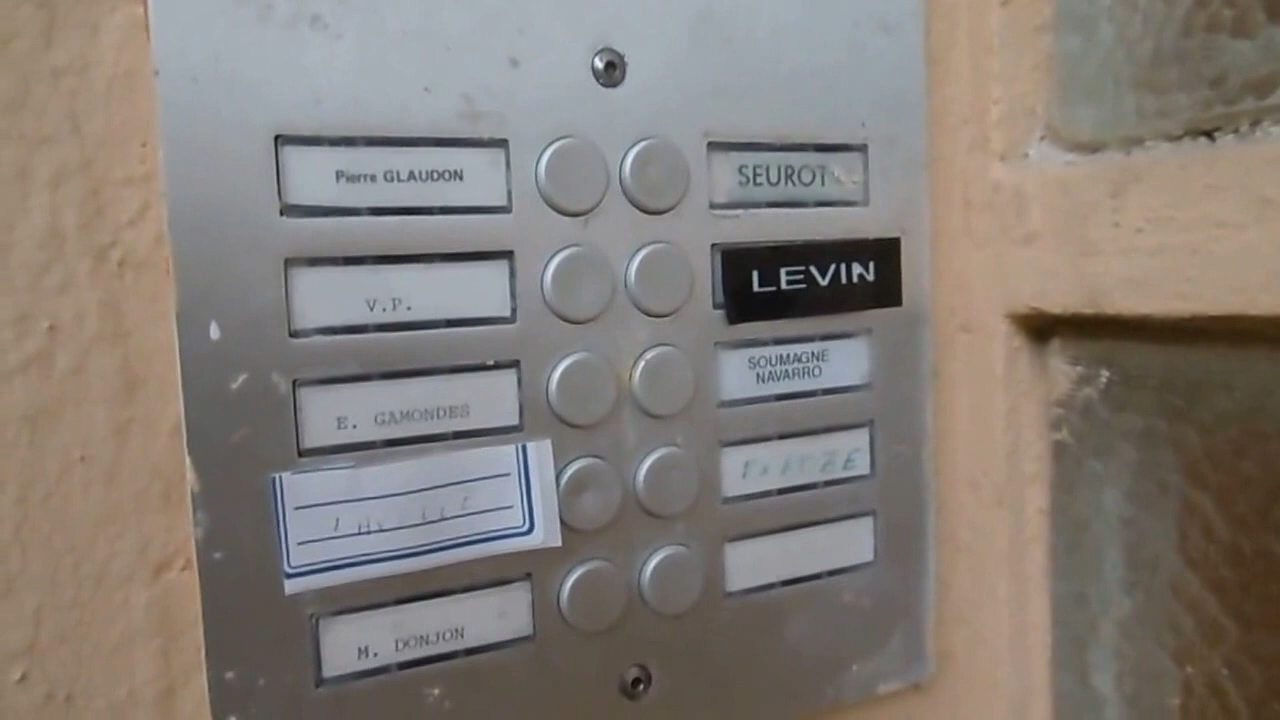 Pierre GLAUDON
SEUROT
V.P.
LEVIN
E. GAMONDES
SOUMAGNE
NAVARRO
M. DONJON